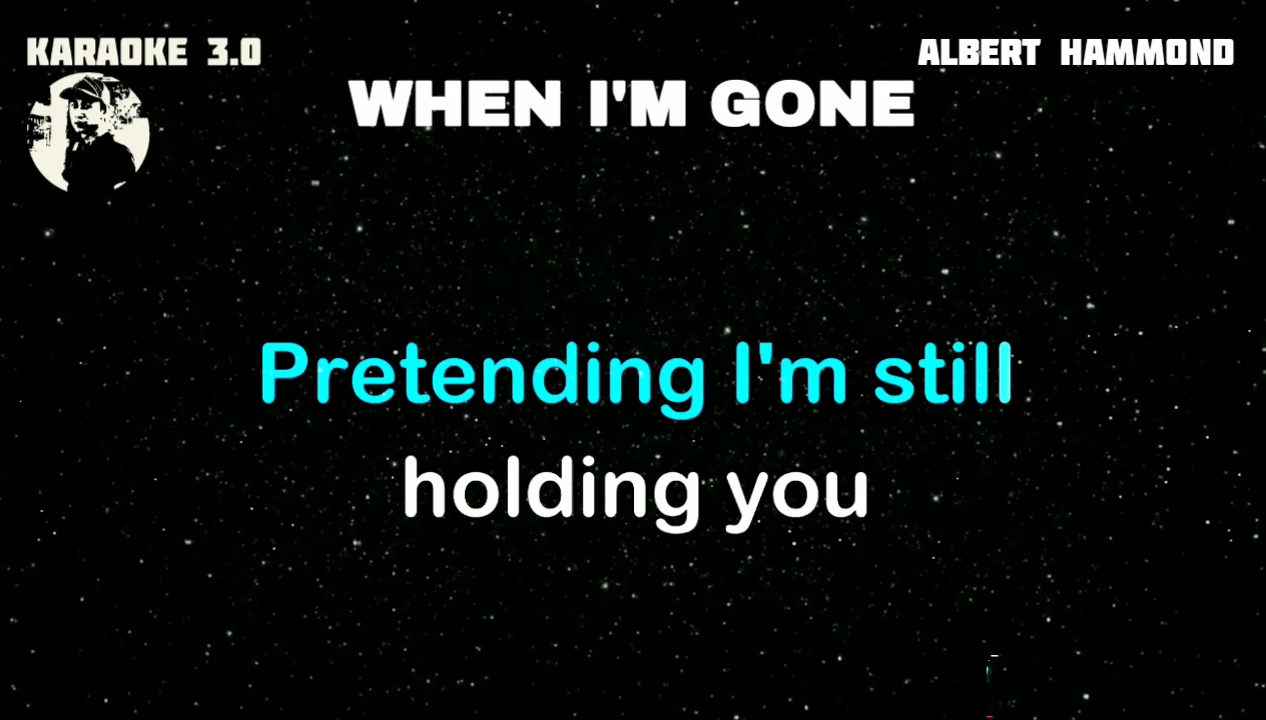 KARAOKE 3.0
ALBERT HAMMOND
WHEN I'M GONE
Pretending I'm still
holding you